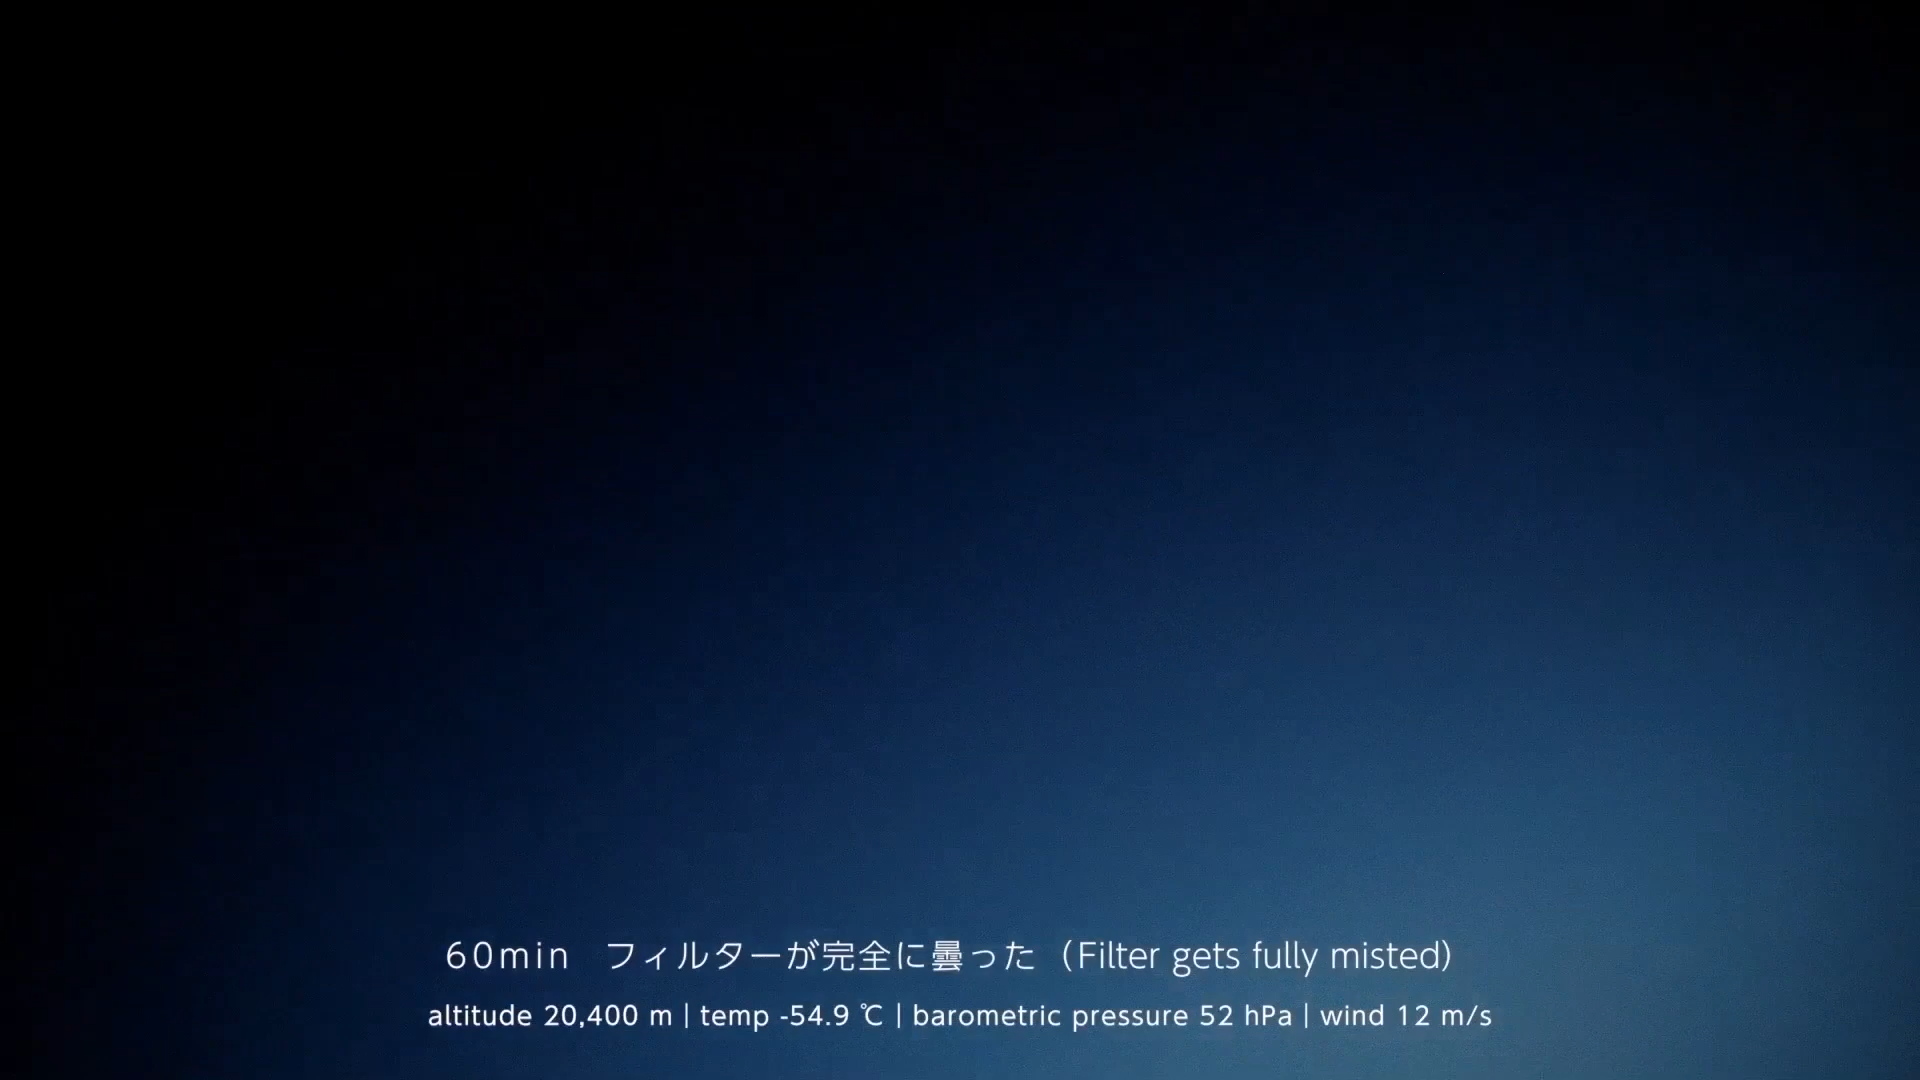 60min フィルターが完全に曇った（Filter gets fully misted）
altitude 20,400 m | temp -54.9 ℃ | barometric pressure 52 hPa | wind 12 m/s